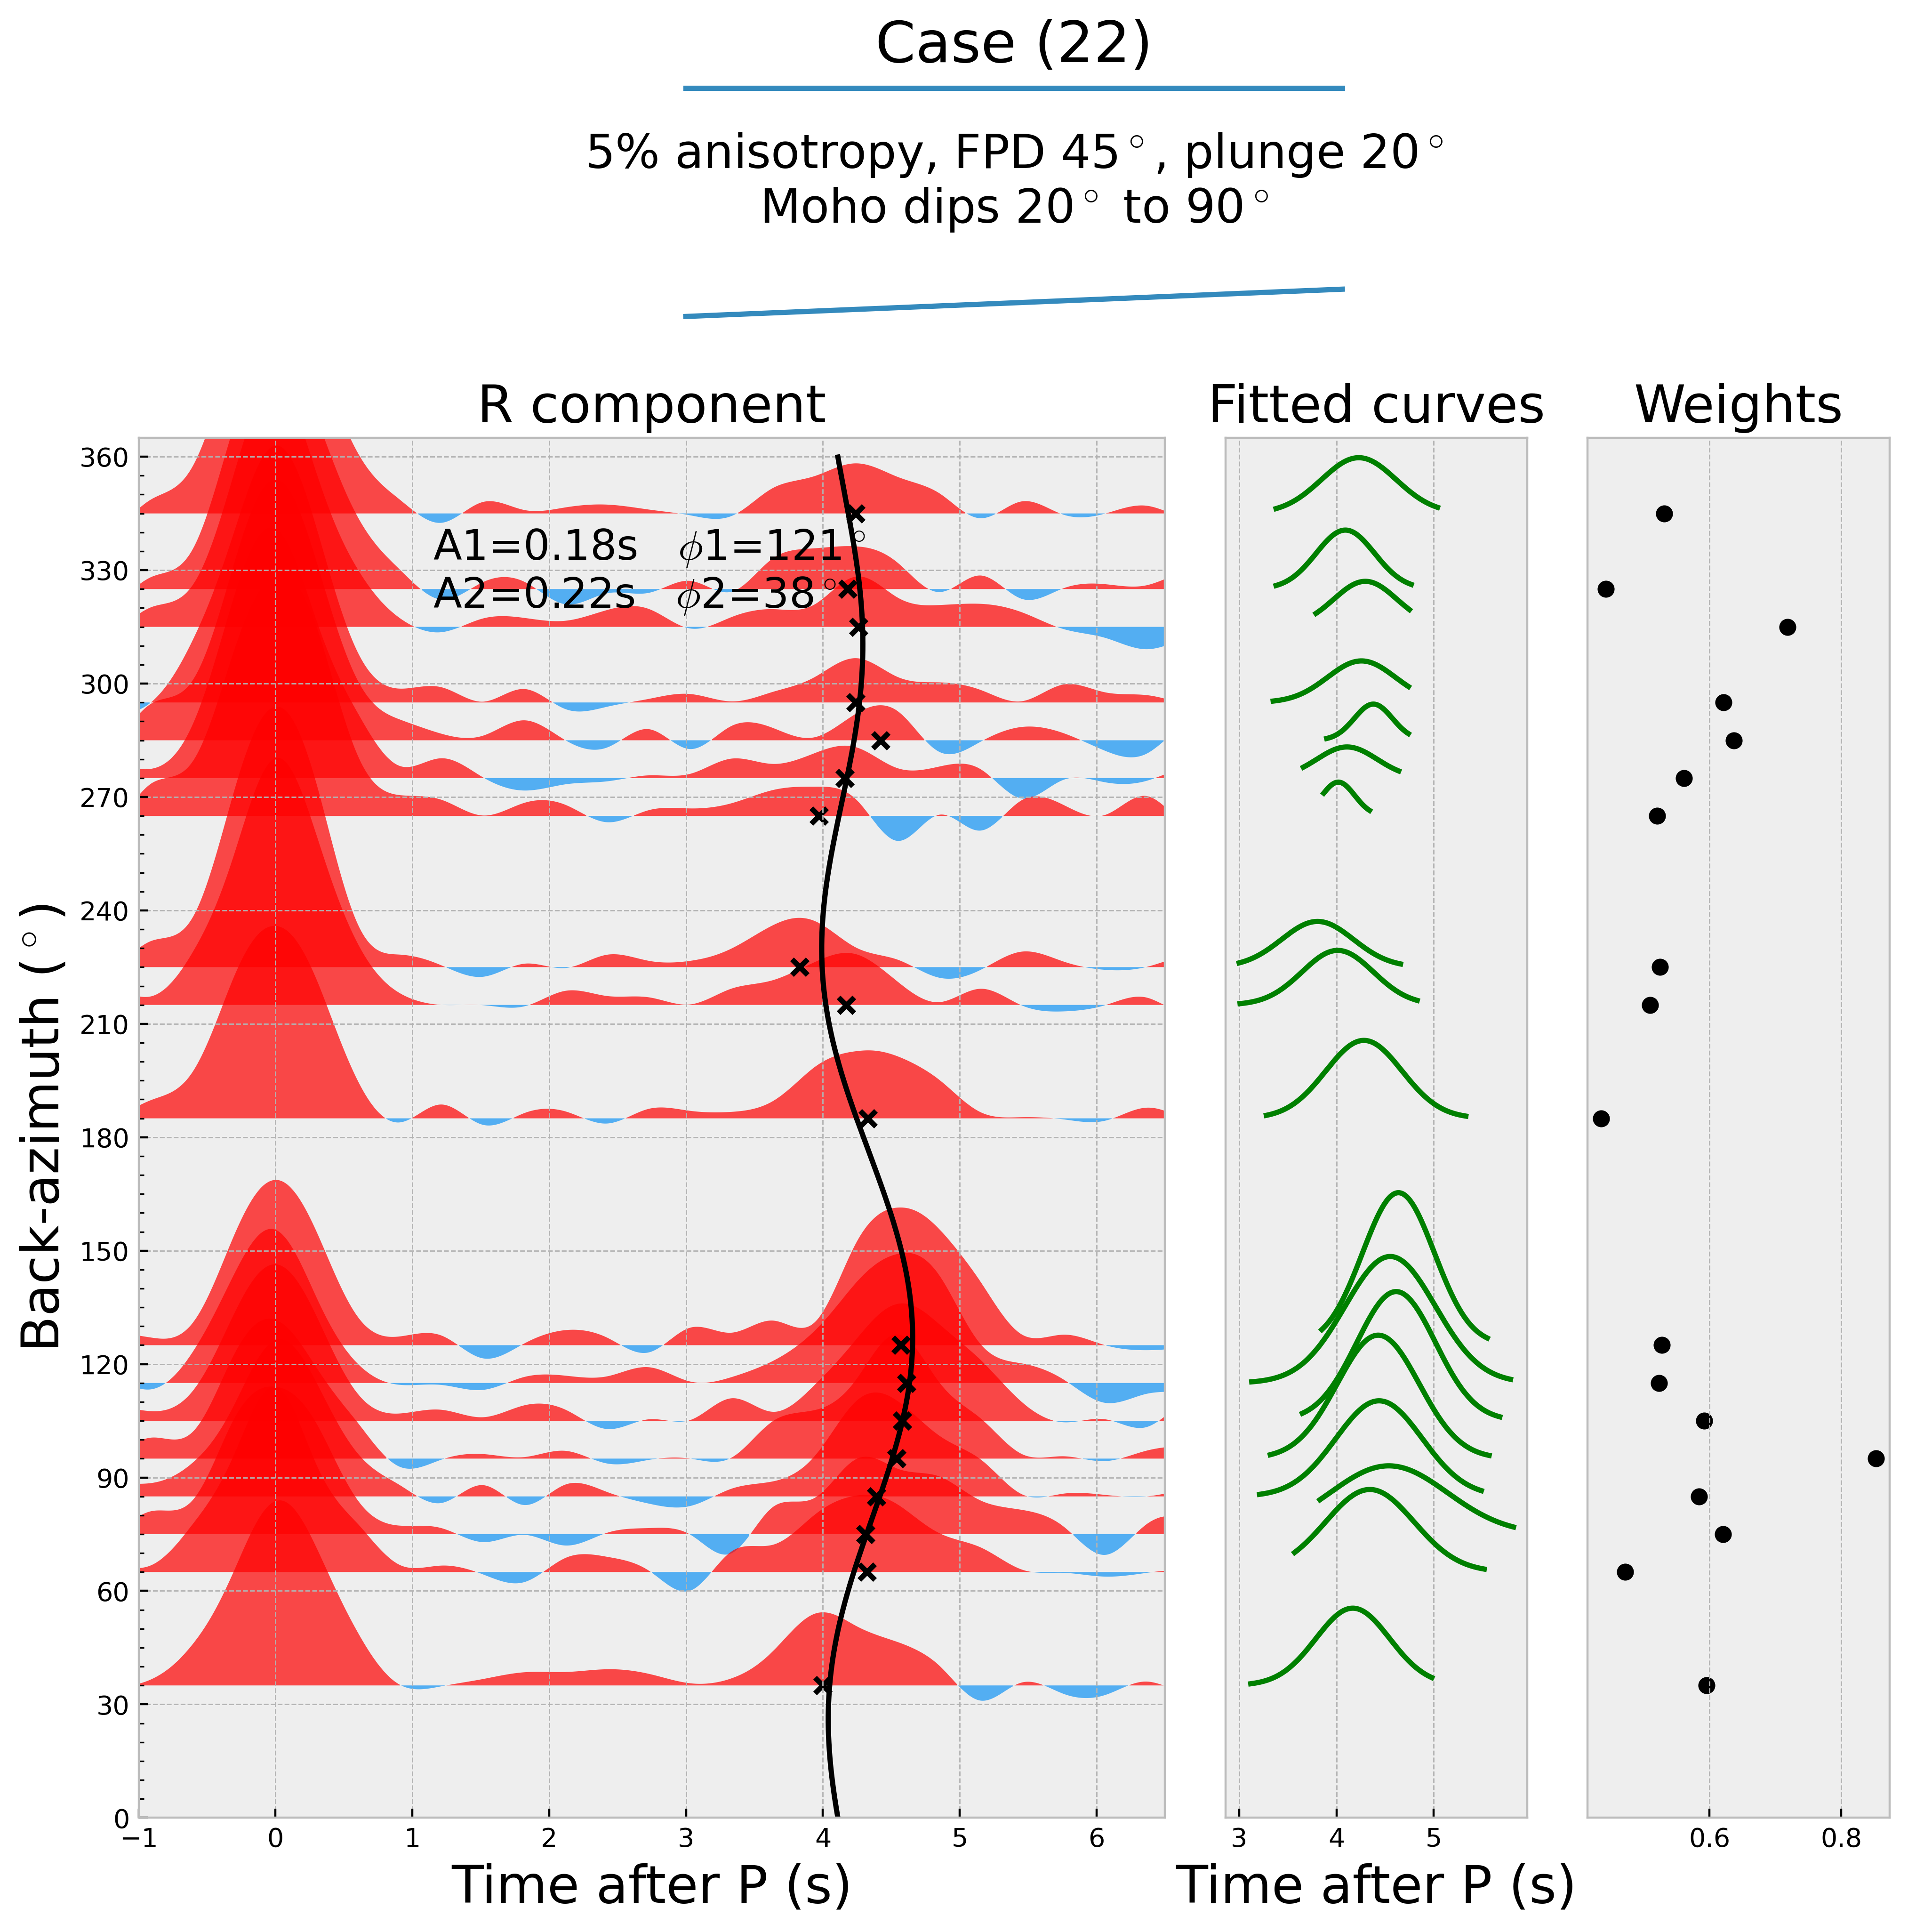 Case (22)
5% anisotropy, FPD 45°, plunge 20°
Moho dips 20° to 90°
R component
Fitted curves
Weights
A1=0.18s ϕ1=121°
A2=0.22s ϕ2=38°
Back-azimuth (°)
360
330
300
270
240
210
180
150
120
90
60
30
0
−1 0 1 2 3 4 5 6
3 4 5
0.6 0.8
Time after P (s)
Time after P (s)